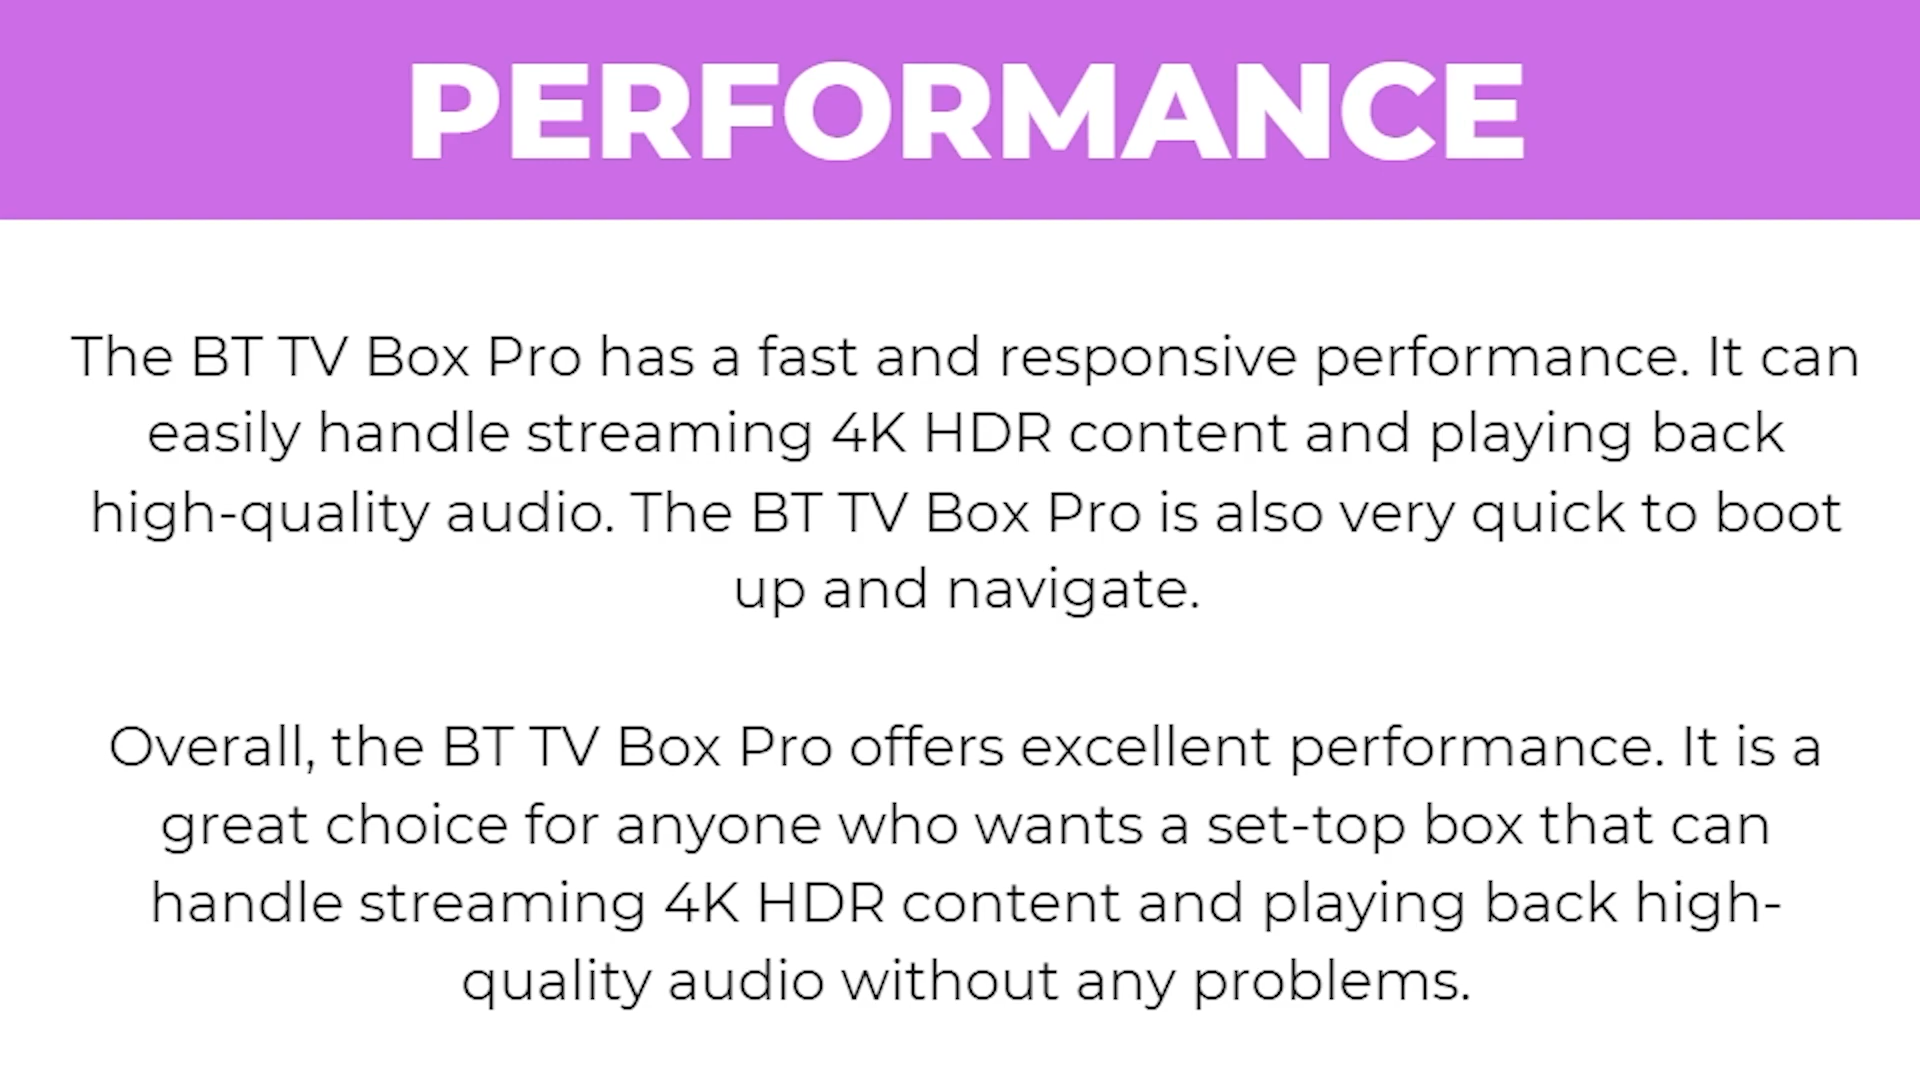 PERFORMANCE
The BT TV Box Pro has a fast and responsive performance. It can
easily handle streaming 4K HDR content and playing back
high-quality audio. The BT TV Box Pro is also very quick to boot
up and navigate.
Overall, the BT TV Box Pro offers excellent performance. It is a
great choice for anyone who wants a set-top box that can
handle streaming 4K HDR content and playing back high-
quality audio without any problems.